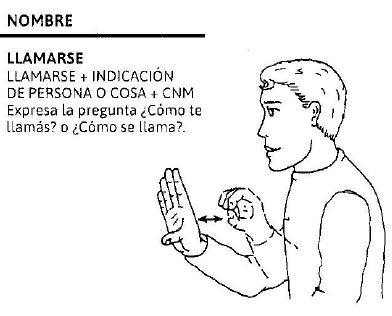 NOMBRE
LLAMARSE
LLAMARSE + INDICACIÓN
DE PERSONA O COSA + CNM
Expresa la pregunta ¿Cómo te
llamás? o ¿Cómo se llama?.